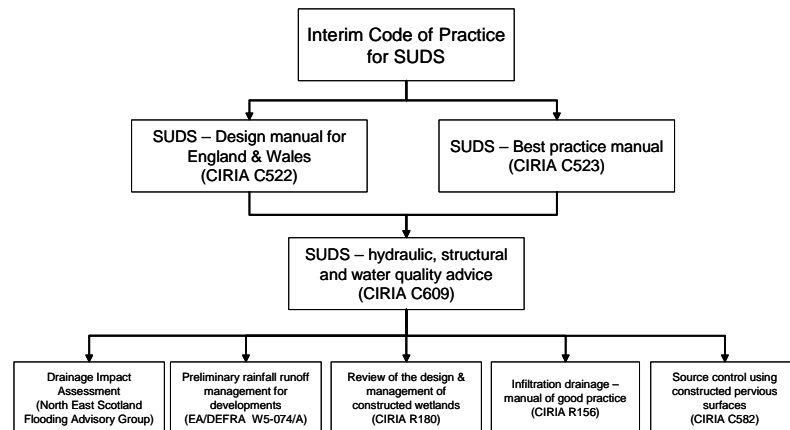 Interim Code of Practice
for SUDS
SUDS – Design manual for
England & Wales
(CIRIA C522)
SUDS – Best practice manual
(CIRIA C523)
SUDS – hydraulic, structural
and water quality advice
(CIRIA C609)
Drainage Impact
Assessment
(North East Scotland
Flooding Advisory Group)
Preliminary rainfall runoff
management for
developments
(EA/DEFRA W5-074/A)
Review of the design &
management of
constructed wetlands
(CIRIA R180)
Infiltration drainage –
manual of good practice
(CIRIA R156)
Source control using
constructed pervious
surfaces
(CIRIA C582)